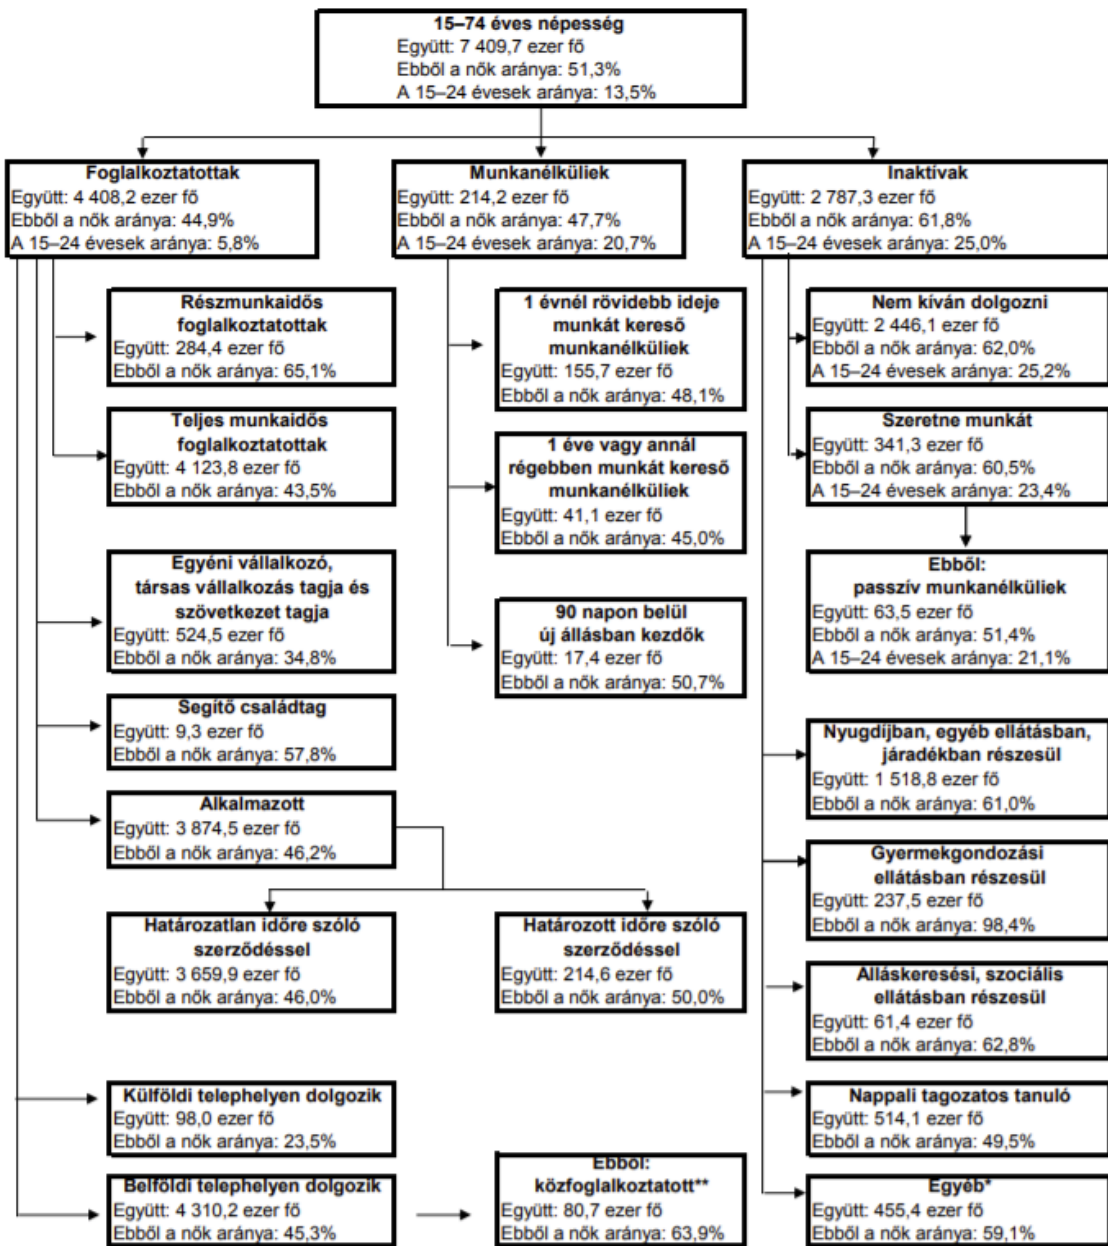 15–74 éves népesség
Együtt: 7 409,7 ezer fő
Ebből a nők aránya: 51,3%
A 15–24 évesek aránya: 13,5%
Foglalkoztatottak
Együtt: 4 408,2 ezer fő
Ebből a nők aránya: 44,9%
A 15–24 évesek aránya: 5,8%
Munkanélküliek
Együtt: 214,2 ezer fő
Ebből a nők aránya: 47,7%
A 15–24 évesek aránya: 20,7%
Inaktívak
Együtt: 2 787,3 ezer fő
Ebből a nők aránya: 61,8%
A 15–24 évesek aránya: 25,0%
Részmunkaidős
foglalkoztatottak
Együtt: 284,4 ezer fő
Ebből a nők aránya: 65,1%
Teljes munkaidős
foglalkoztatottak
Együtt: 4 123,8 ezer fő
Ebből a nők aránya: 43,5%
Egyéni vállalkozó,
társas vállalkozás tagja és
szövetkezet tagja
Együtt: 524,5 ezer fő
Ebből a nők aránya: 34,8%
Segítő családtag
Együtt: 9,3 ezer fő
Ebből a nők aránya: 57,8%
Alkalmazott
Együtt: 3 874,5 ezer fő
Ebből a nők aránya: 46,2%
Határozatlan időre szóló
szerződéssel
Együtt: 3 659,9 ezer fő
Ebből a nők aránya: 46,0%
Határozott időre szóló
szerződéssel
Együtt: 214,6 ezer fő
Ebből a nők aránya: 50,0%
Külföldi telephelyen dolgozik
Együtt: 98,0 ezer fő
Ebből a nők aránya: 23,5%
Belföldi telephelyen dolgozik
Együtt: 4 310,2 ezer fő
Ebből a nők aránya: 45,3%
Ebből:
közfoglalkoztatott**
Együtt: 80,7 ezer fő
Ebből a nők aránya: 63,9%
1 évnél rövidebb ideje
munkát kereső
munkanélküliek
Együtt: 155,7 ezer fő
Ebből a nők aránya: 48,1%
1 éve vagy annál
régebben munkát kereső
munkanélküliek
Együtt: 41,1 ezer fő
Ebből a nők aránya: 45,0%
90 napon belül
új állásban kezdők
Együtt: 17,4 ezer fő
Ebből a nők aránya: 50,7%
Nem kíván dolgozni
Együtt: 2 446,1 ezer fő
Ebből a nők aránya: 62,0%
A 15–24 évesek aránya: 25,2%
Szeretne munkát
Együtt: 341,3 ezer fő
Ebből a nők aránya: 60,5%
A 15–24 évesek aránya: 23,4%
Ebből:
passzív munkanélküliek
Együtt: 63,5 ezer fő
Ebből a nők aránya: 51,4%
A 15–24 évesek aránya: 21,1%
Nyugdíjban, egyéb ellátásban,
járadékban részesül
Együtt: 1 518,8 ezer fő
Ebből a nők aránya: 61,0%
Gyermekgondozási
ellátásban részesül
Együtt: 237,5 ezer fő
Ebből a nők aránya: 98,4%
Álláskeresési, szociális
ellátásban részesül
Együtt: 61,4 ezer fő
Ebből a nők aránya: 62,8%
Nappali tagozatos tanuló
Együtt: 514,1 ezer fő
Ebből a nők aránya: 49,5%
Egyéb*
Együtt: 455,4 ezer fő
Ebből a nők aránya: 59,1%